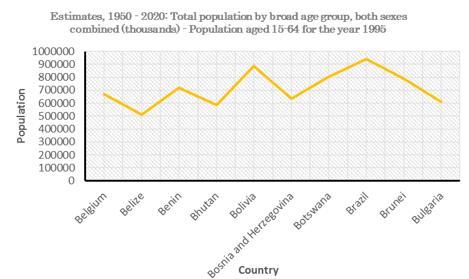 Estimates, 1950 - 2020: Total population by broad age group, both sexes
combined (thousands) - Population aged 15-64 for the year 1995
Population
1000000
900000
800000
700000
600000
500000
400000
300000
200000
100000
0
Belgium
Belize
Benin
Bhutan
Bolivia
Bosnia and Herzegovina
Botswana
Brazil
Brunei
Bulgaria
Country